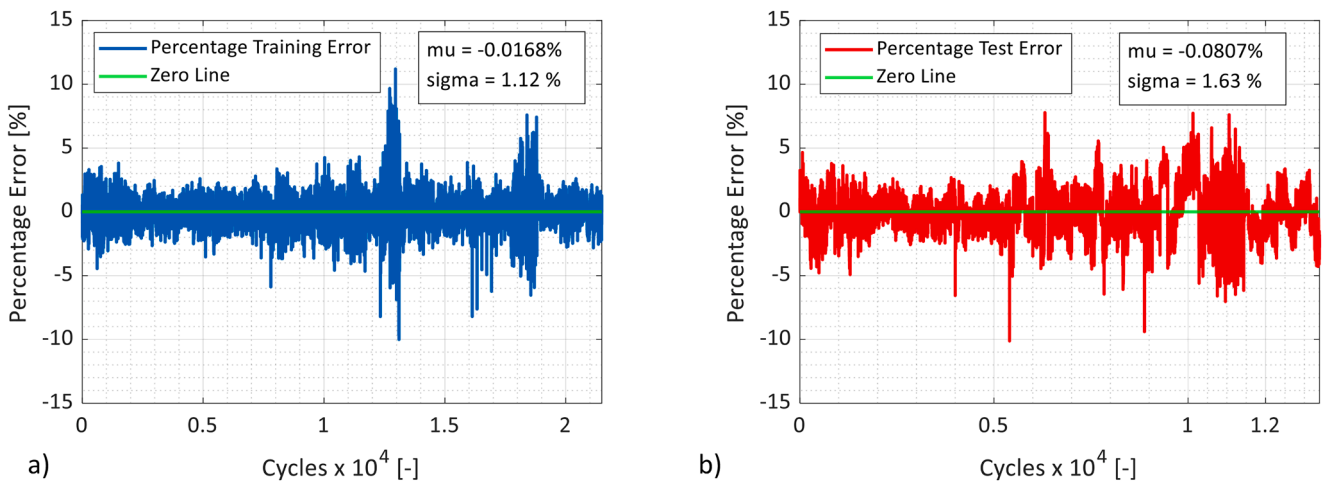 15
10
5
0
-5
-10
-15
Percentage Error [%]
Percentage Training Error
Zero Line
mu = -0.0168%
sigma = 1.12 %
0
0.5
1
1.5
2
Cycles x 10^4 [-]
a)
15
10
5
0
-5
-10
-15
Percentage Error [%]
Percentage Test Error
Zero Line
mu = -0.0807%
sigma = 1.63 %
0
0.5
1
1.2
Cycles x 10^4 [-]
b)